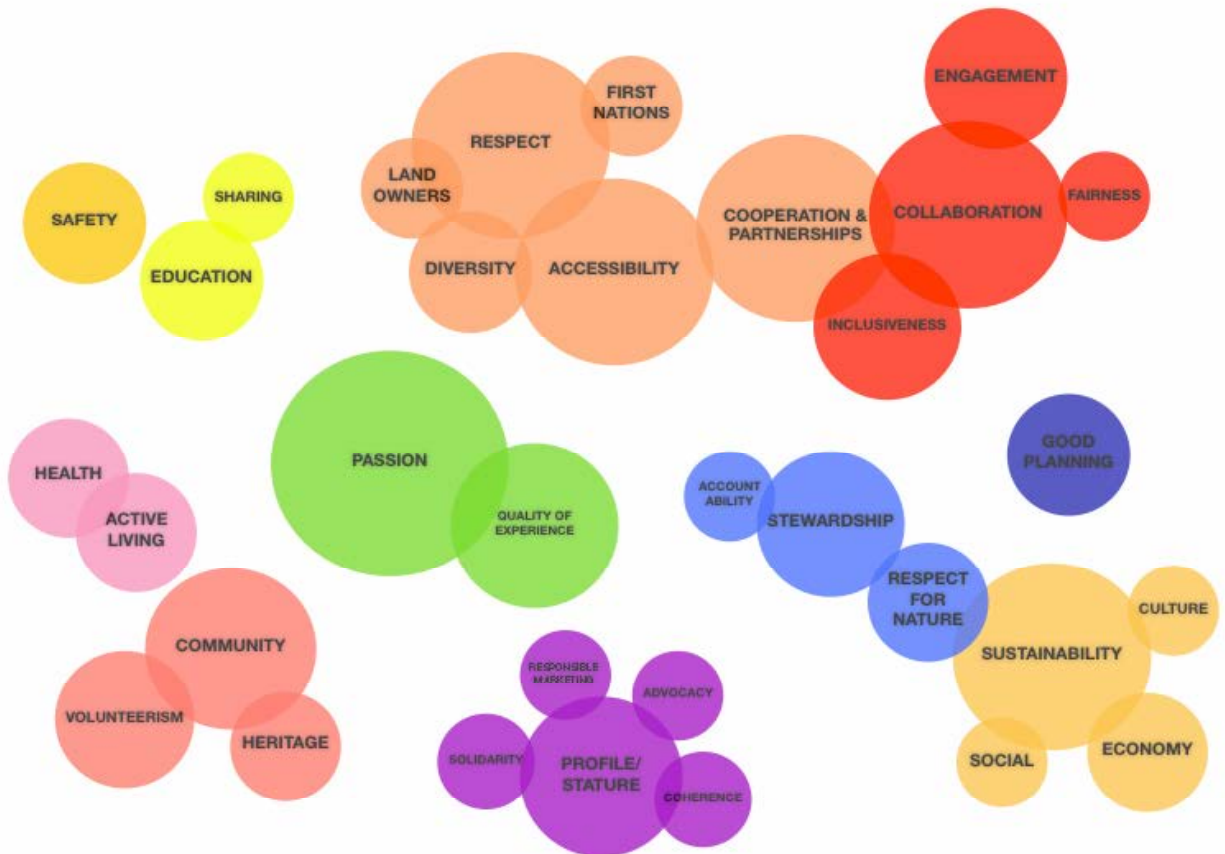 ENGAGEMENT
FIRST
NATIONS
RESPECT
LAND
OWNERS
SHARING
FAIRNESS
SAFETY
COOPERATION &
PARTNERSHIPS
COLLABORATION
EDUCATION
DIVERSITY
ACCESSIBILITY
INCLUSIVENESS
HEALTH
PASSION
GOOD
PLANNING
ACTIVE
LIVING
QUALITY OF
EXPERIENCE
ACCOUNT
ABILITY
STEWARDSHIP
RESPECT
FOR
NATURE
CULTURE
COMMUNITY
SUSTAINABILITY
RESPONSIBLE
MARKETING
ADVOCACY
VOLUNTEERISM
HERITAGE
SOLIDARITY
PROFILE/
STATURE
SOCIAL
ECONOMY
COHERENCE